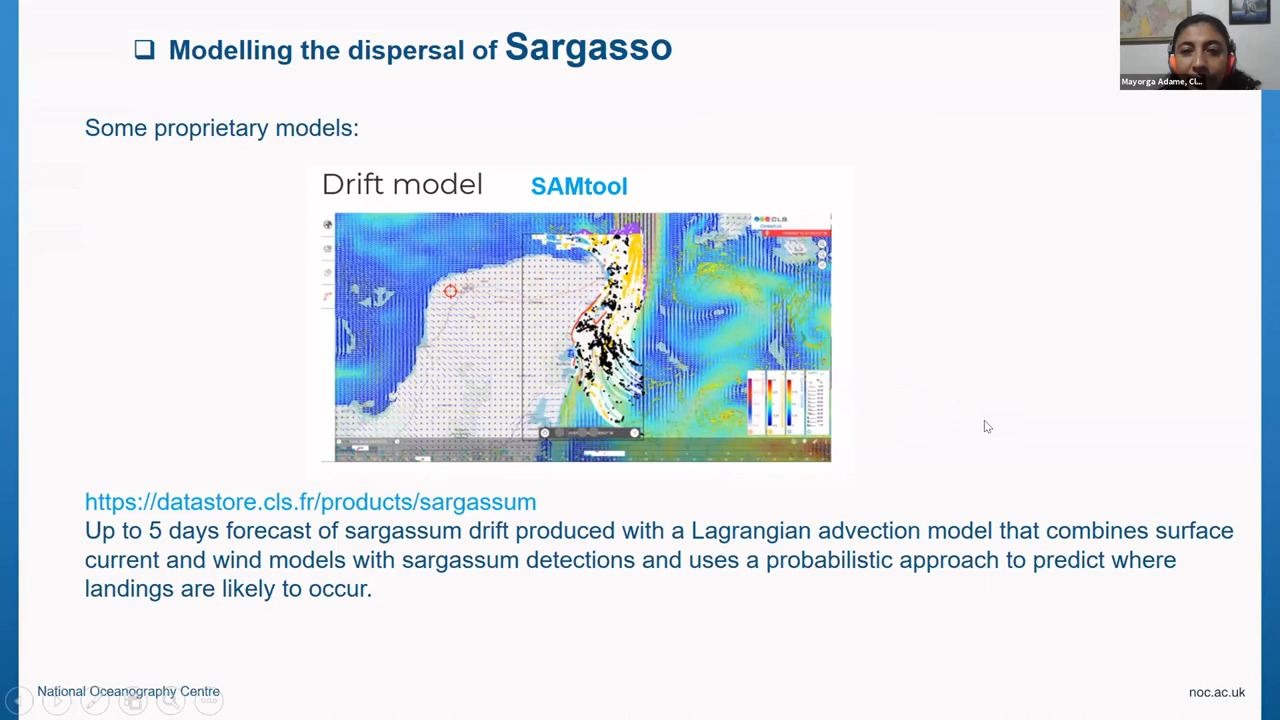 ❑ Modelling the dispersal of Sargasso
Mayorga Adame, Cl...
Some proprietary models:
Drift model SAMtool
CLS
https://datastore.cls.fr/products/sargassum
Up to 5 days forecast of sargassum drift produced with a Lagrangian advection model that combines surface
current and wind models with sargassum detections and uses a probabilistic approach to predict where
landings are likely to occur.
National Oceanography Centre
noc.ac.uk